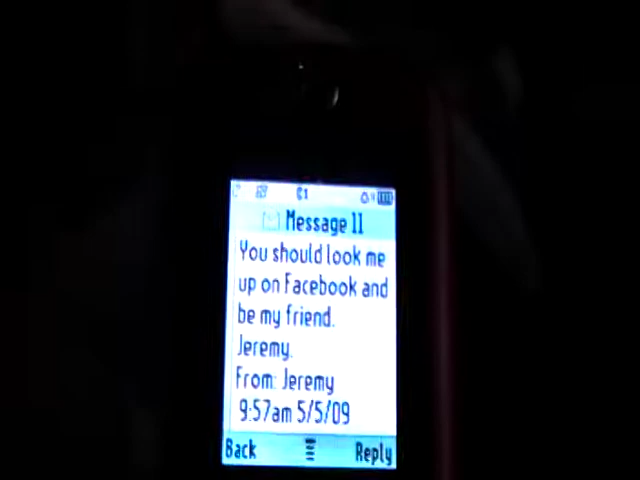 Message 11
You should look me
up on Facebook and
be my friend.
Jeremy.
From: Jeremy
9:57am 5/5/09
Back Reply